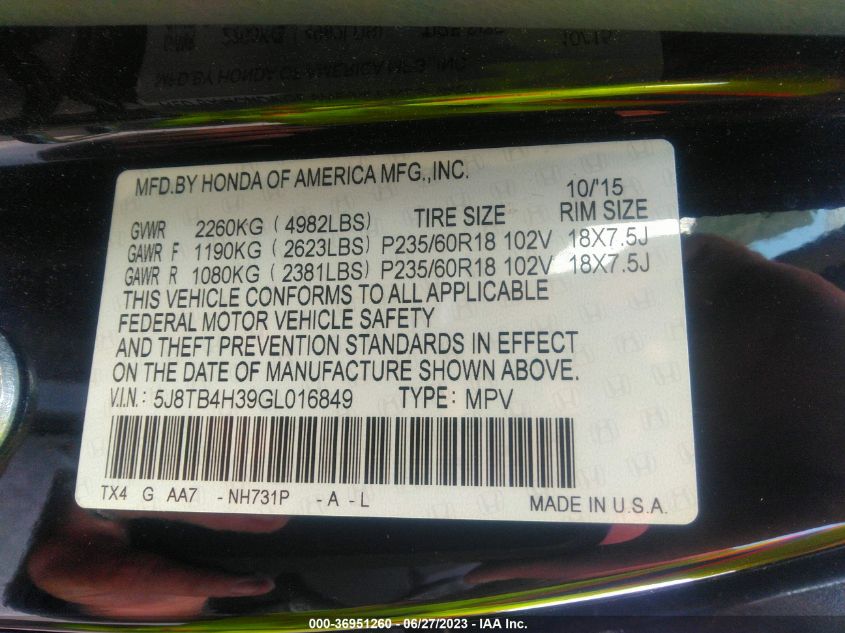 MFD.BY HONDA OF AMERICA MFG.,INC. 10/'15
GVWR 2260KG (4982LBS) TIRE SIZE RIM SIZE
GAWR F 1190KG (2623LBS) P235/60R18 102V 18X7.5J
GAWR R 1080KG (2381LBS) P235/60R18 102V 18X7.5J
THIS VEHICLE CONFORMS TO ALL APPLICABLE
FEDERAL MOTOR VEHICLE SAFETY
AND THEFT PREVENTION STANDARDS IN EFFECT
ON THE DATE OF MANUFACTURE SHOWN ABOVE.
V.I.N.: 5J8TB4H39GL016849 TYPE: MPV
TX4 G AA7 -NH731P -A -L MADE IN U.S.A.
000-36951260 - 06/27/2023 - IAA Inc.